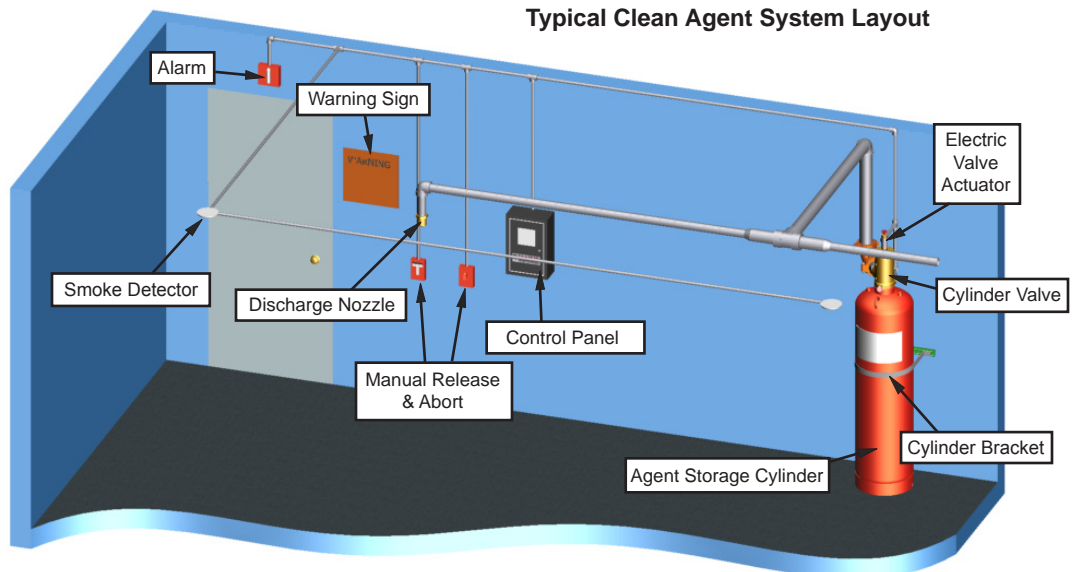 Typical Clean Agent System Layout
Alarm
Warning Sign
WARNING
Electric
Valve
Actuator
Smoke Detector
Discharge Nozzle
Control Panel
Cylinder Valve
Manual Release
& Abort
Cylinder Bracket
Agent Storage Cylinder